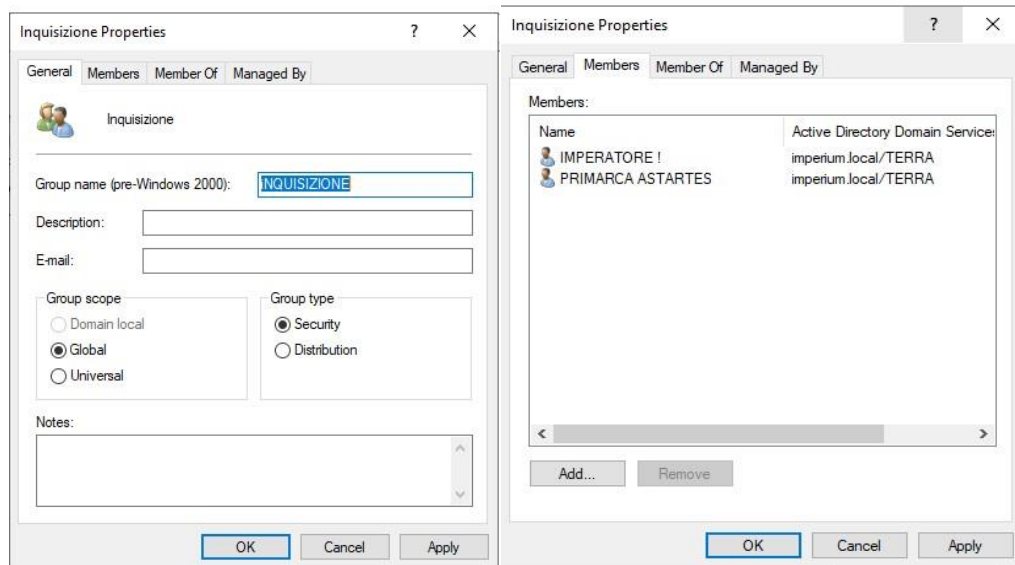 Inquisizione Properties ? ✕
General Members Member Of Managed By
Inquisizione
Group name (pre-Windows 2000): INQUISIZIONE
Description:
E-mail:
Group scope
Domain local
Global
Universal
Group type
Security
Distribution
Notes:
OK Cancel Apply
Inquisizione Properties ? ✕
General Members Member Of Managed By
Members:
Name Active Directory Domain Service
IMPERATORE ! imperium.local/TERRA
PRIMARCA ASTARTES imperium.local/TERRA
Add... Remove
OK Cancel Apply